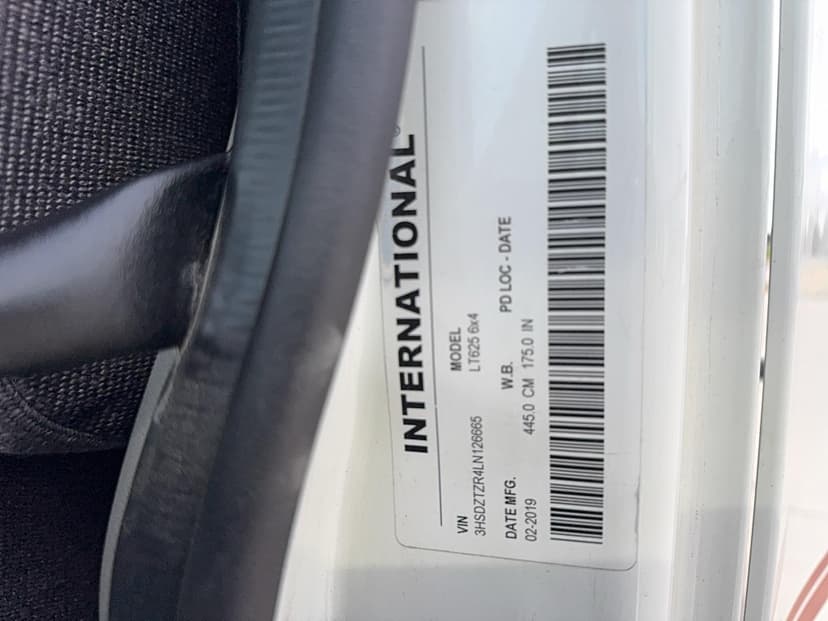 INTERNATIONAL®
VIN MODEL
3HSDZTZR4LN126665 LT625 6x4
DATE MFG. W.B. PD LOC - DATE
02-2019 445.0 CM 175.0 IN